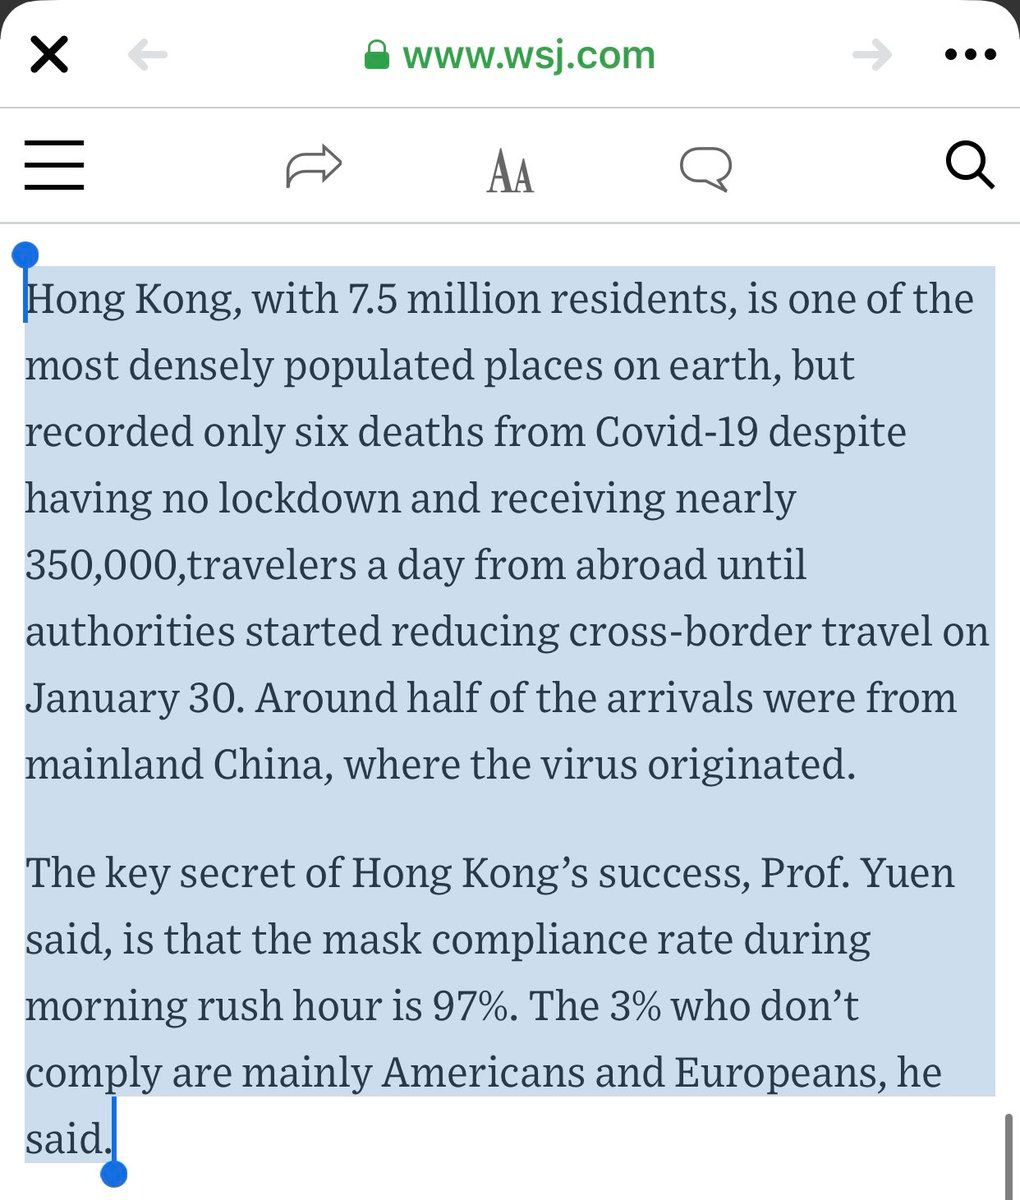 www.wsj.com
AA
Hong Kong, with 7.5 million residents, is one of the
most densely populated places on earth, but
recorded only six deaths from Covid-19 despite
having no lockdown and receiving nearly
350,000,travelers a day from abroad until
authorities started reducing cross-border travel on
January 30. Around half of the arrivals were from
mainland China, where the virus originated.
The key secret of Hong Kong’s success, Prof. Yuen
said, is that the mask compliance rate during
morning rush hour is 97%. The 3% who don’t
comply are mainly Americans and Europeans, he
said.